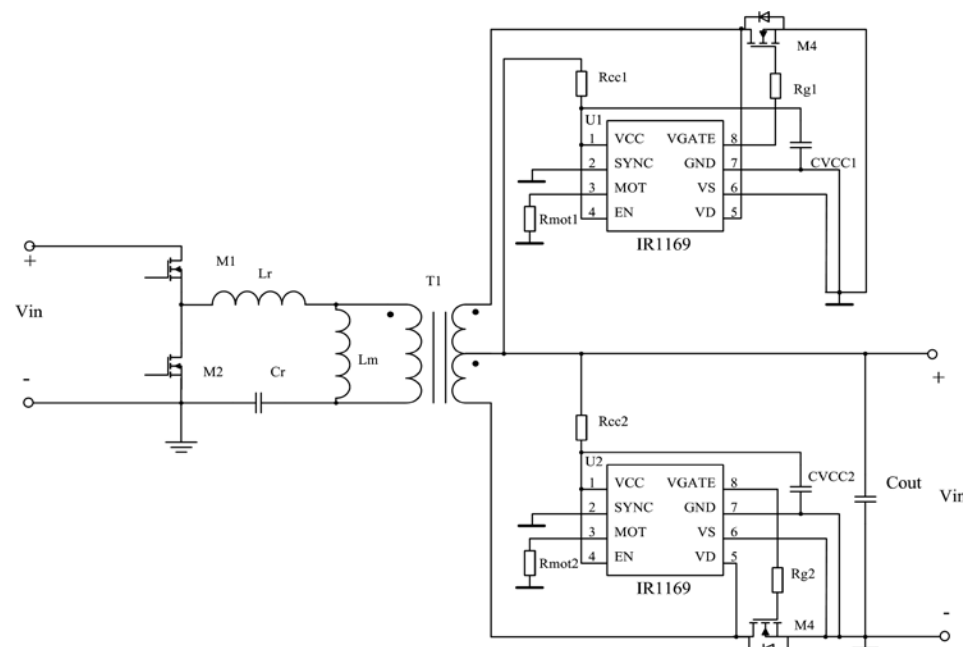 M4
Rcc1
Rg1
U1
1 VCC VGATE 8
2 SYNC GND 7
3 MOT VS 6
4 EN VD 5
CVCC1
Rmot1
IR1169
+
Vin
-
M1
Lr
T1
M2
Cr
Lm
+
Rcc2
U2
1 VCC VGATE 8
2 SYNC GND 7
3 MOT VS 6
4 EN VD 5
CVCC2
Cout
Vin
Rmot2
Rg2
IR1169
M4
-